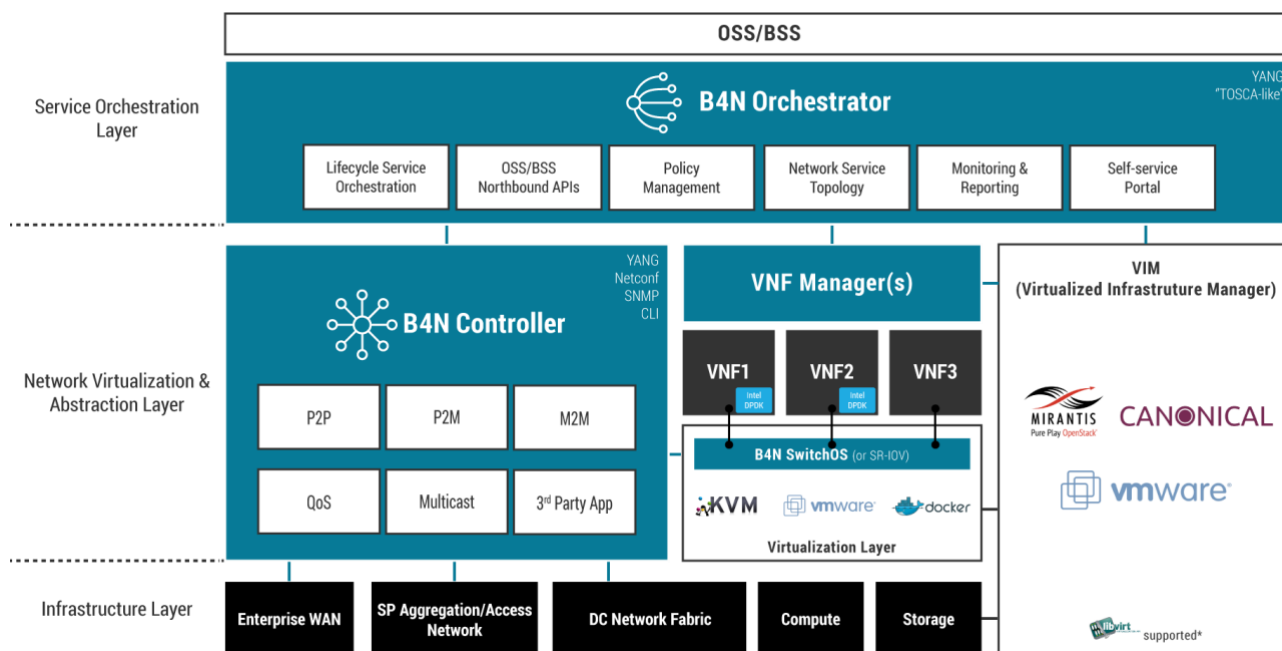 OSS/BSS
Service Orchestration
Layer
B4N Orchestrator
YANG
"TOSCA-like"
Lifecycle Service
Orchestration
OSS/BSS
Northbound APIs
Policy
Management
Network Service
Topology
Monitoring &
Reporting
Self-service
Portal
Network Virtualization &
Abstraction Layer
YANG
Netconf
SNMP
CLI
B4N Controller
P2P
P2M
M2M
QoS
Multicast
3rd Party App
VNF Manager(s)
VNF1
Intel
DPDK
VNF2
Intel
DPDK
VNF3
B4N SwitchOS (or SR-IOV)
KVM
vmware
docker
Virtualization Layer
VIM
(Virtualized Infrastruture Manager)
MIRANTIS
Pure Play OpenStack
CANONICAL
vmware
libvirt
supported*
Infrastructure Layer
Enterprise WAN
SP Aggregation/Access
Network
DC Network Fabric
Compute
Storage